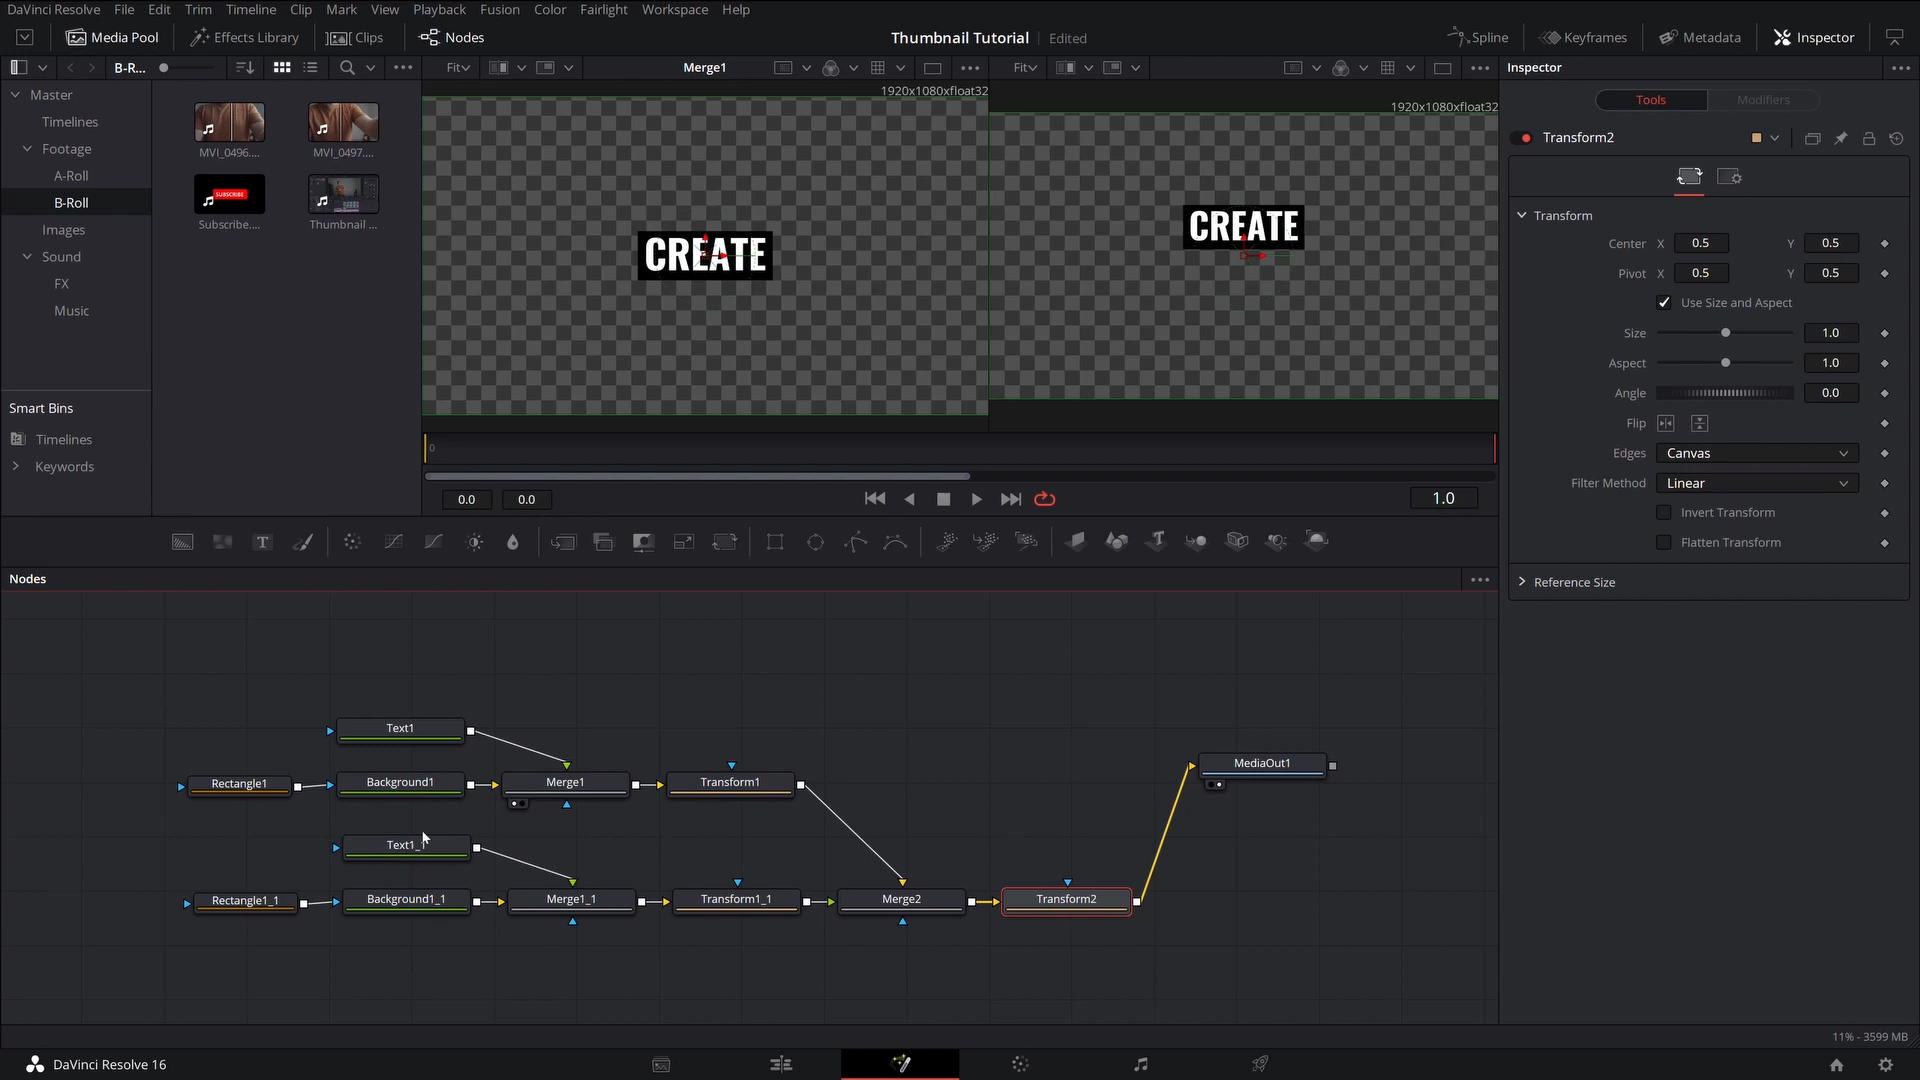 DaVinci Resolve File Edit Trim Timeline Clip Mark View Playback Fusion Color Fairlight Workspace Help
Media Pool Effects Library Clips Nodes Thumbnail Tutorial Edited Spline Keyframes Metadata Inspector
B-R... Fit Merge1 Fit Inspector
Master
Timelines
Footage
A-Roll
B-Roll
Images
Sound
FX
Music
Smart Bins
Timelines
Keywords
MVI_0496....
MVI_0497....
SUBSCRIBE
Subscribe....
Thumbnail ...
1920x1080xfloat32
CREATE
1920x1080xfloat32
CREATE
0
0.0 0.0 1.0
Tools Modifiers
Transform2
Transform
Center X 0.5 Y 0.5
Pivot X 0.5 Y 0.5
Use Size and Aspect
Size 1.0
Aspect 1.0
Angle 0.0
Flip
Edges Canvas
Filter Method Linear
Invert Transform
Flatten Transform
Reference Size
T
T
Nodes
Text1
Rectangle1 Background1 Merge1 Transform1 MediaOut1
Text1_1
Rectangle1_1 Background1_1 Merge1_1 Transform1_1 Merge2 Transform2
11% - 3599 MB
DaVinci Resolve 16